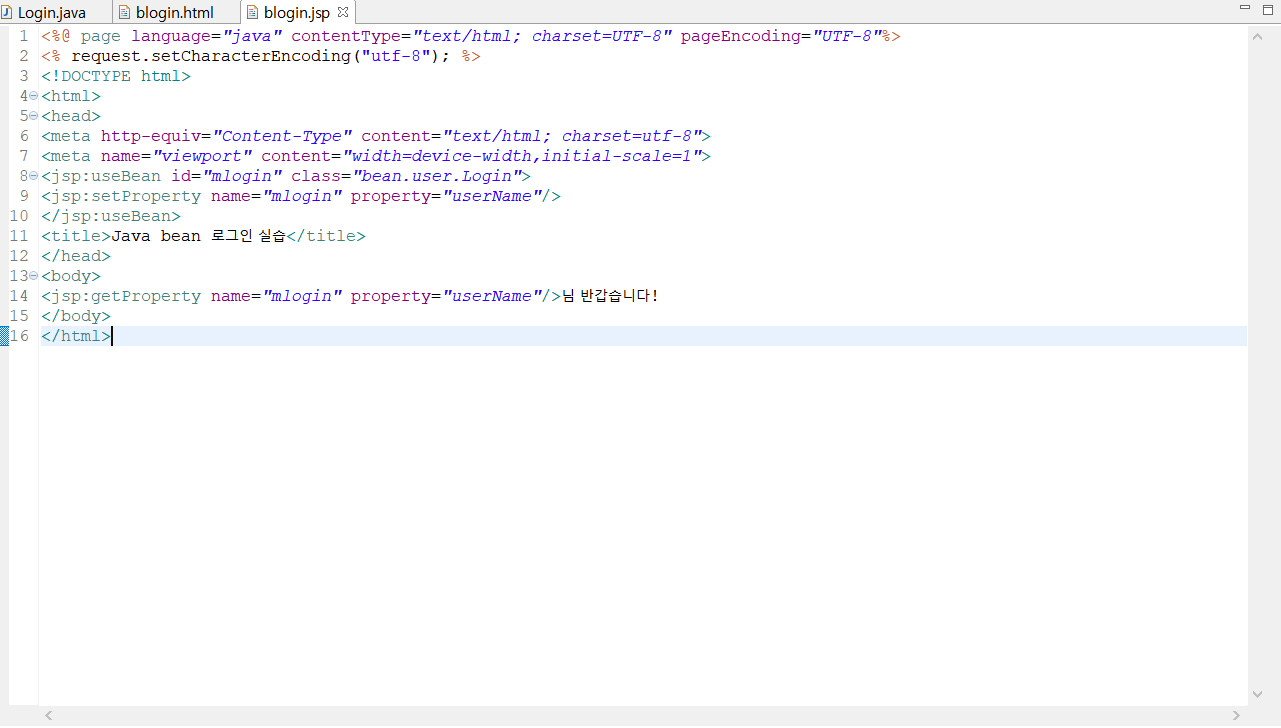 Login.java blogin.html blogin.jsp
1 <%@ page language="java" contentType="text/html; charset=UTF-8" pageEncoding="UTF-8"%>
2 <% request.setCharacterEncoding("utf-8"); %>
3 <!DOCTYPE html>
4 <html>
5 <head>
6 <meta http-equiv="Content-Type" content="text/html; charset=utf-8">
7 <meta name="viewport" content="width=device-width,initial-scale=1">
8 <jsp:useBean id="mlogin" class="bean.user.Login">
9 <jsp:setProperty name="mlogin" property="userName"/>
10 </jsp:useBean>
11 <title>Java bean 로그인 실습</title>
12 </head>
13 <body>
14 <jsp:getProperty name="mlogin" property="userName"/>님 반갑습니다!
15 </body>
16 </html>